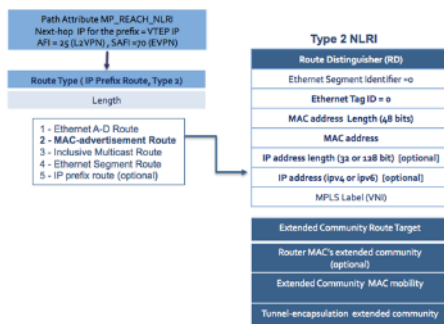 Path Attribute MP_REACH_NLRI
Next-hop IP for the prefix = VTEP IP
AFI = 25 (L2VPN) , SAFI =70 (EVPN)
Route Type ( IP Prefix Route, Type 2)
Length
1 - Ethernet A-D Route
2 - MAC-advertisement Route
3 - Inclusive Multicast Route
4 - Ethernet Segment Route
5 - IP prefix route (optional)
Type 2 NLRI
Route Distinguisher (RD)
Ethernet Segment Identifier =0
Ethernet Tag ID = 0
MAC address Length (48 bits)
MAC address
IP address length (32 or 128 bit) [optional]
IP address (ipv4 or ipv6) [optional]
MPLS Label (VNI)
Extended Community Route Target
Router MAC's extended community
(optional)
Extended Community MAC mobility
Tunnel-encapsulation extended community